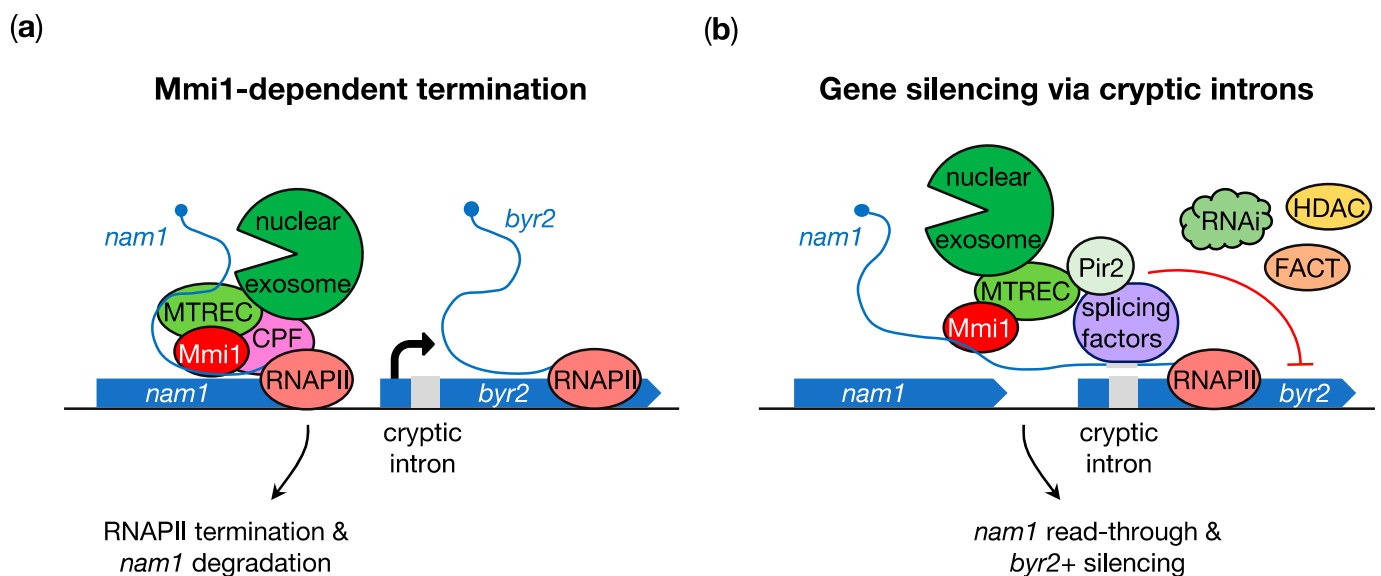 (a)
Mmi1-dependent termination
nam1
nuclear
exosome
byr2
MTREC
CPF
Mmi1
RNAPII
RNAPII
nam1
byr2
cryptic
intron
RNAPII termination &
nam1 degradation
(b)
Gene silencing via cryptic introns
nuclear
exosome
nam1
RNAi
HDAC
FACT
Pir2
MTREC
splicing
factors
Mmi1
RNAPII
nam1
byr2
cryptic
intron
nam1 read-through &
byr2+ silencing